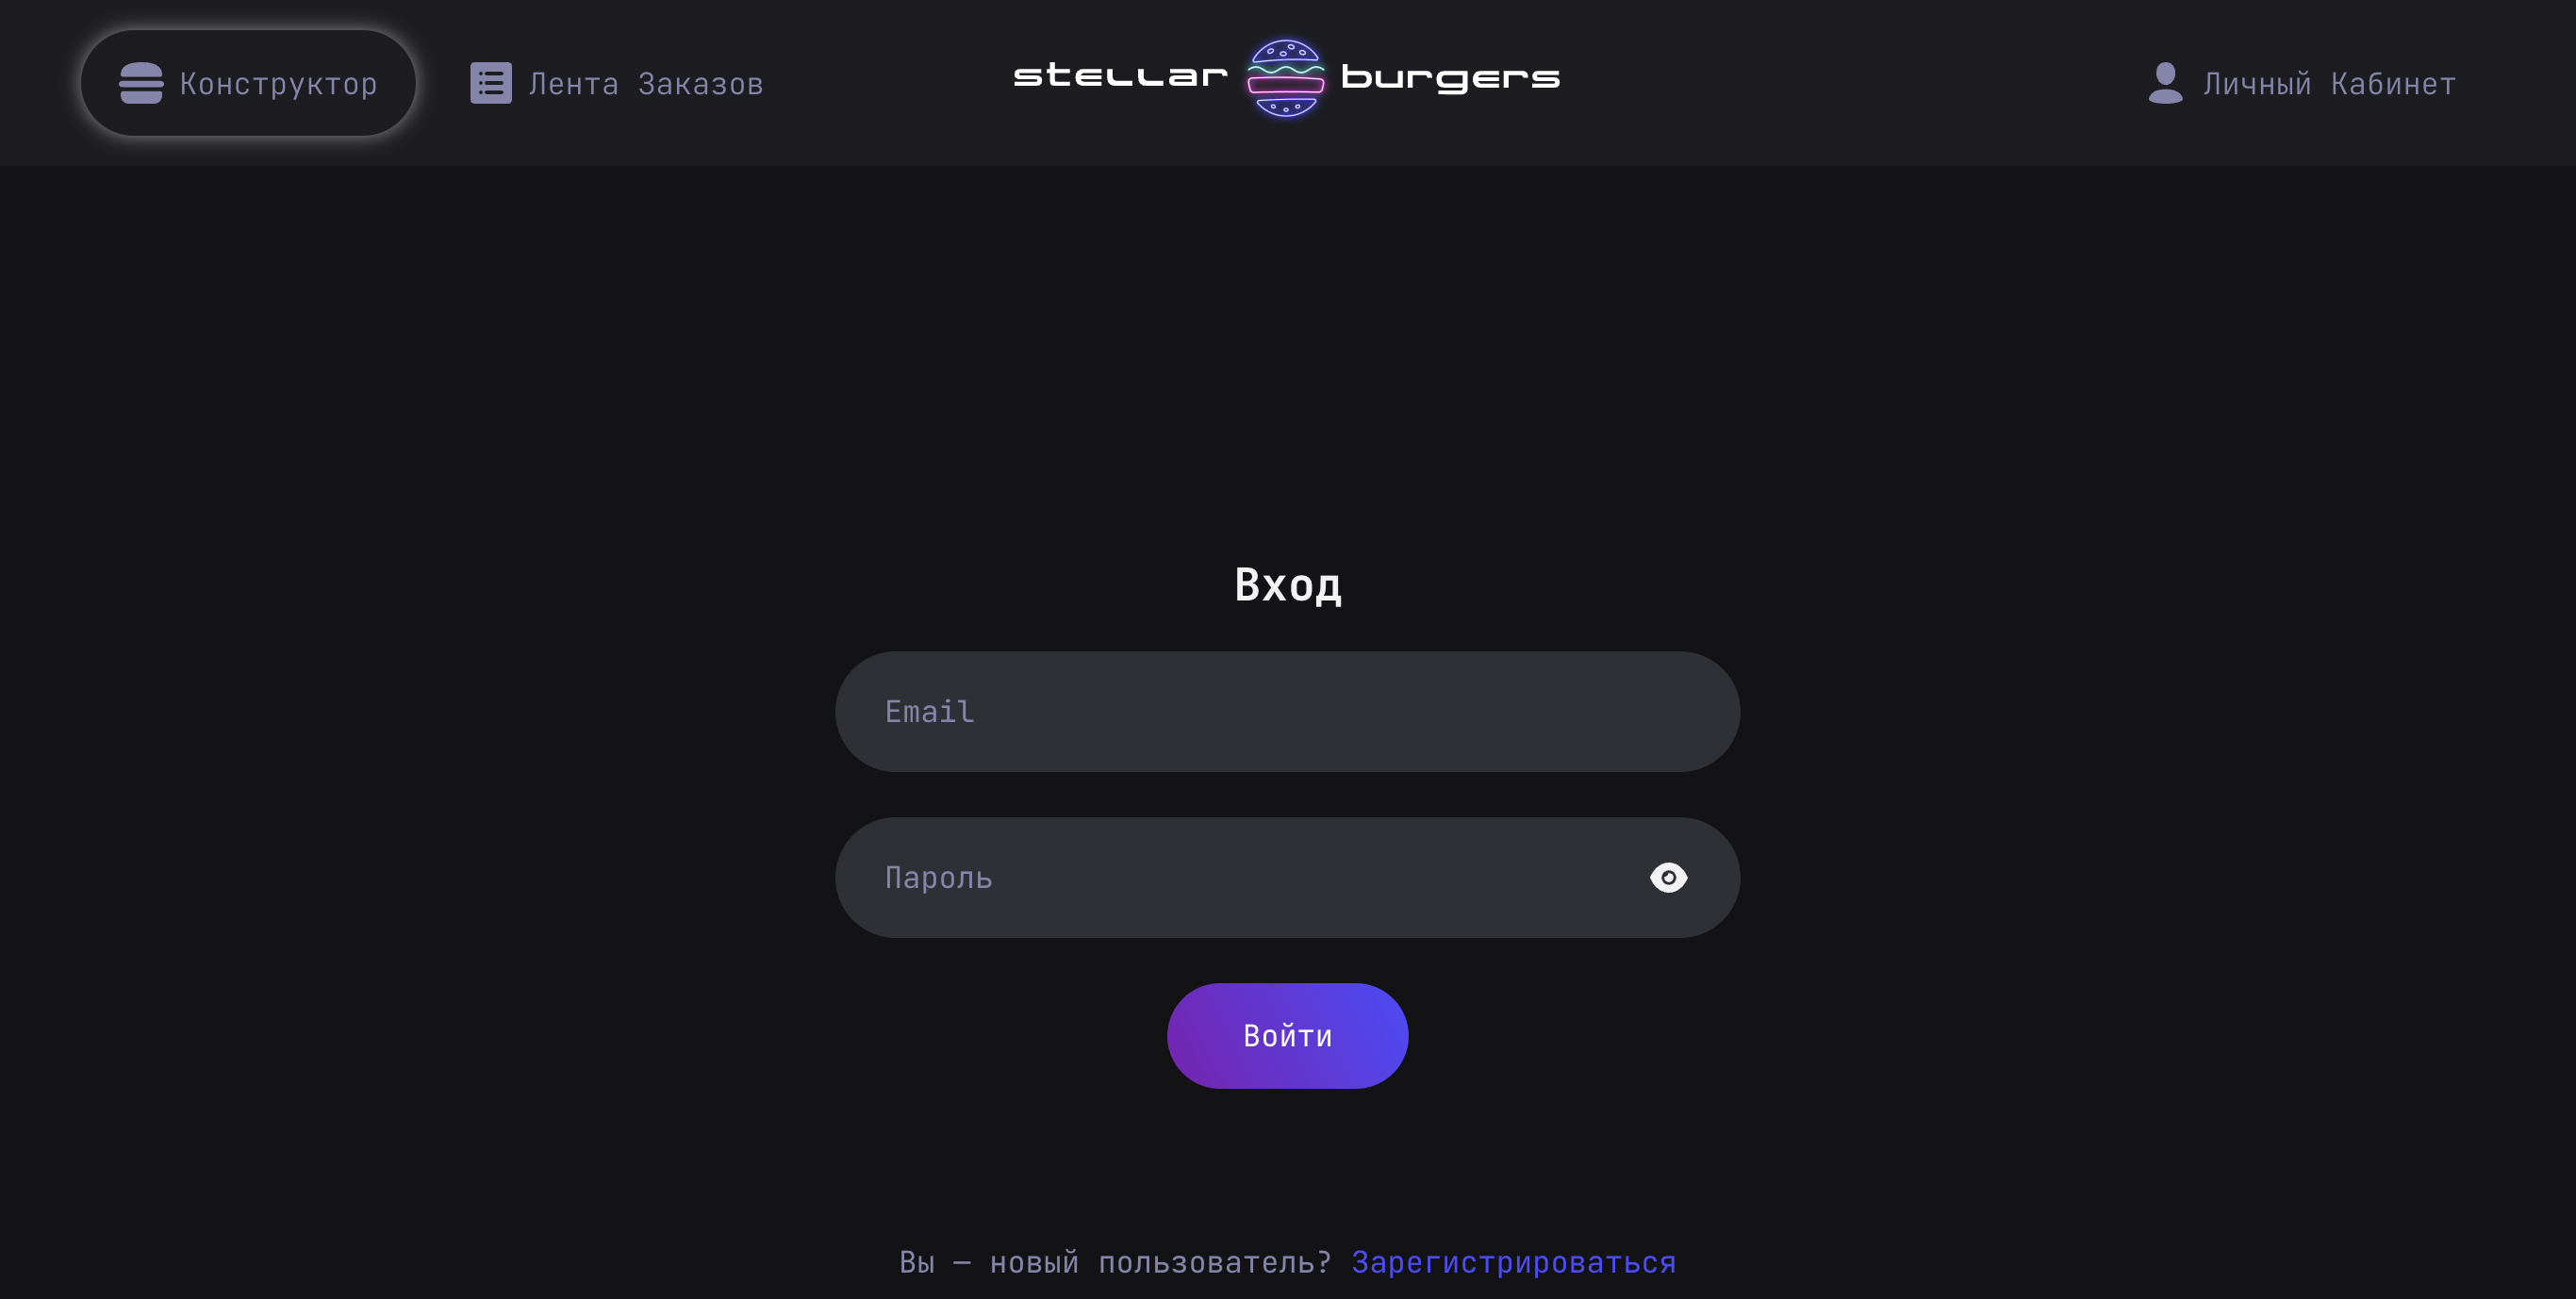 Конструктор
Лента Заказов
stellar burgers
Личный Кабинет
Вход
Email
Пароль
Войти
Вы — новый пользователь? Зарегистрироваться